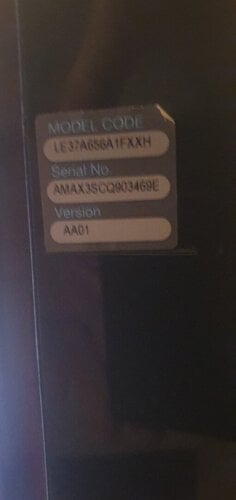 MODEL CODE
LE37A656A1FXXH
Serial No.
AMAX3SCQ903469E
Version
AA01